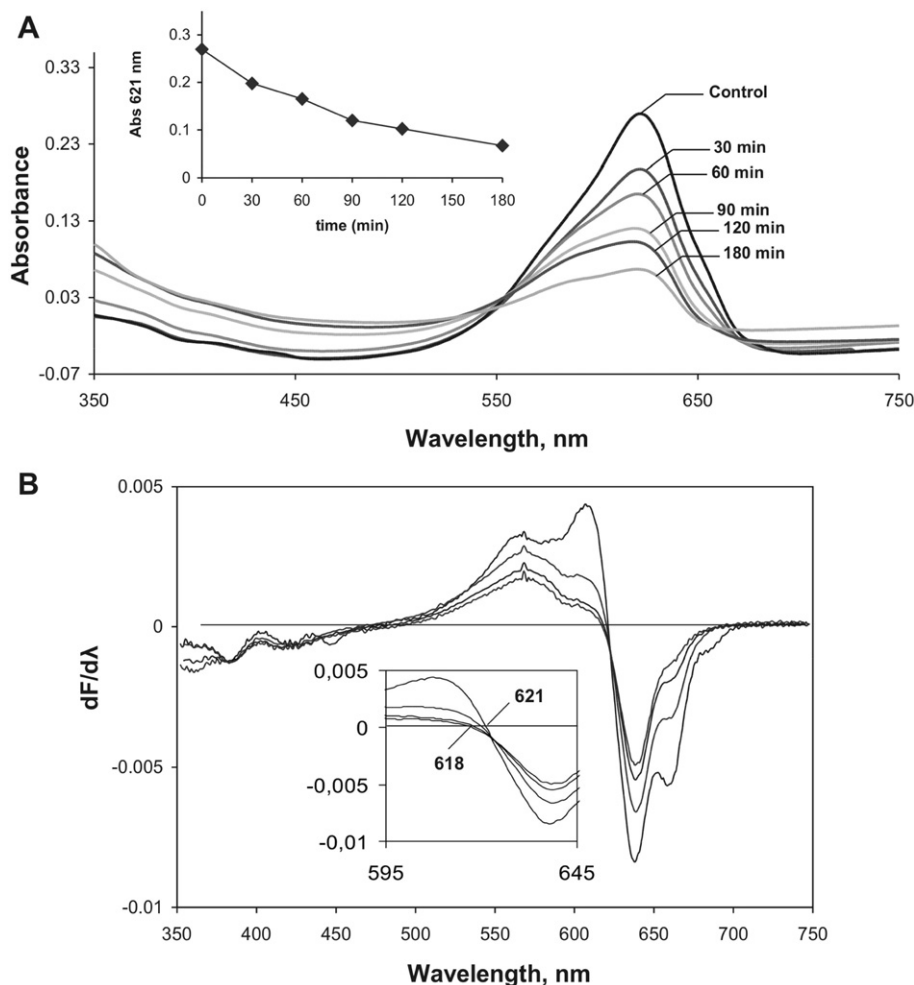 A
Absorbance
0.33
0.23
0.13
0.03
-0.07
350
450
550
650
750
Wavelength, nm
Abs 621 nm
0.3
0.2
0.1
0
0
30
60
90
120
180
time (min)
Control
30 min
60 min
90 min
120 min
180 min
B
dF/dλ
0.005
0
-0.005
-0.01
350
400
450
500
550
600
650
700
750
Wavelength, nm
0,005
0
-0,005
-0,01
595
645
621
618